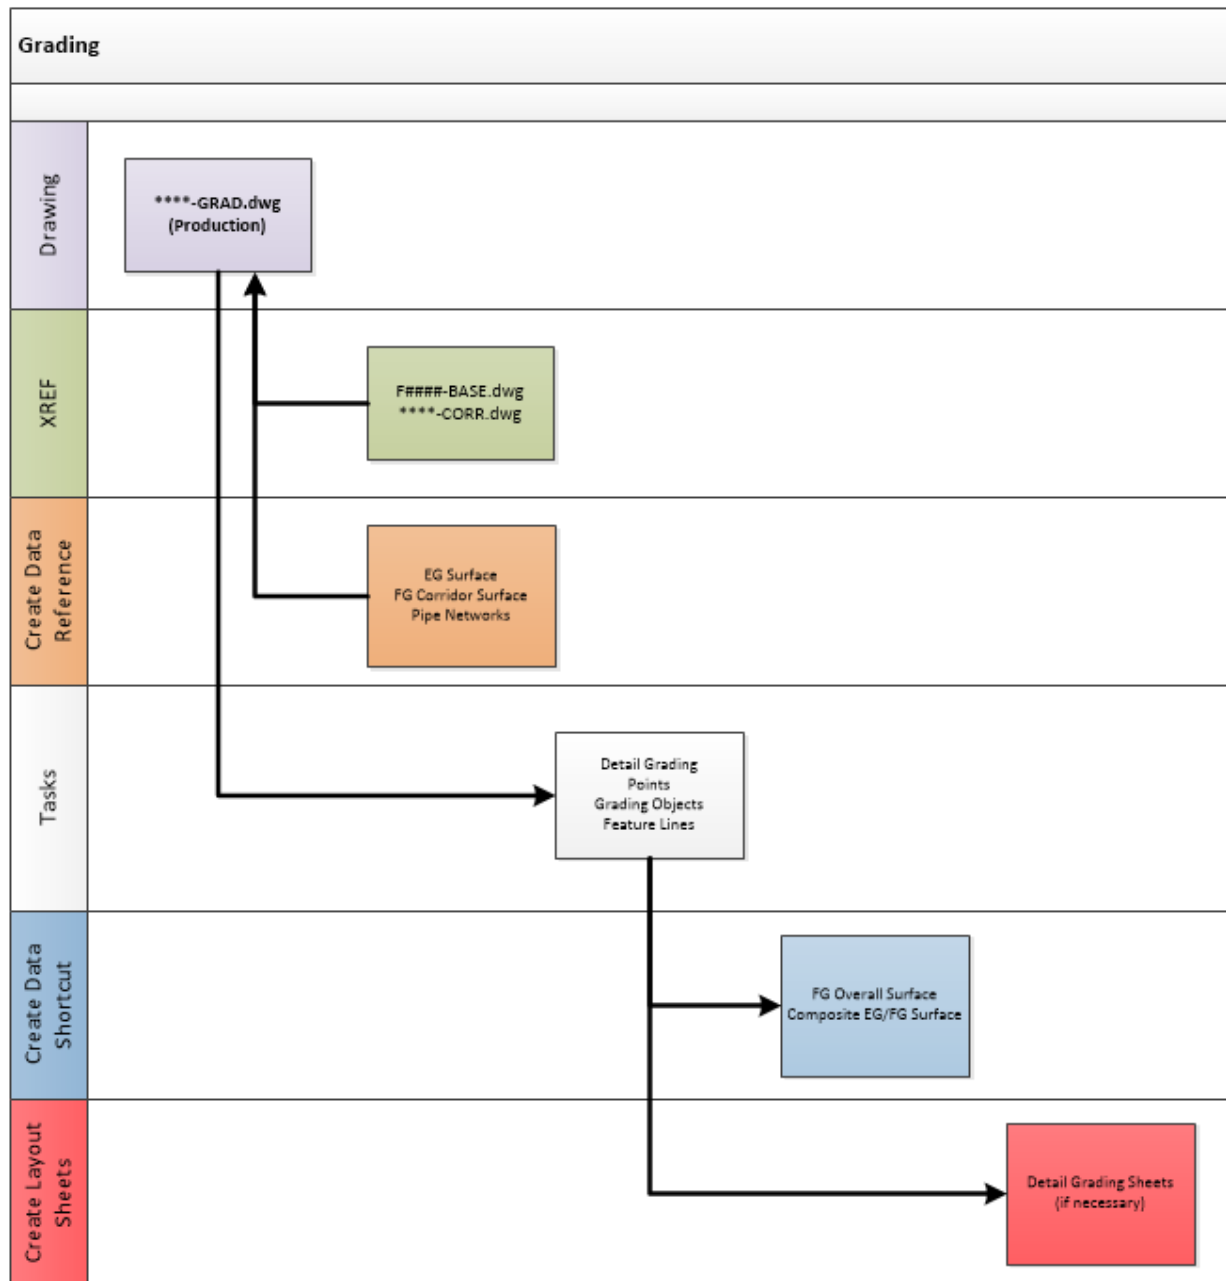 Grading
Drawing
****-GRAD.dwg
(Production)
XREF
F####-BASE.dwg
****-CORR.dwg
Create Data
Reference
EG Surface
FG Corridor Surface
Pipe Networks
Tasks
Detail Grading
Points
Grading Objects
Feature Lines
Create Data
Shortcut
FG Overall Surface
Composite EG/FG Surface
Create Layout
Sheets
Detail Grading Sheets
(if necessary)